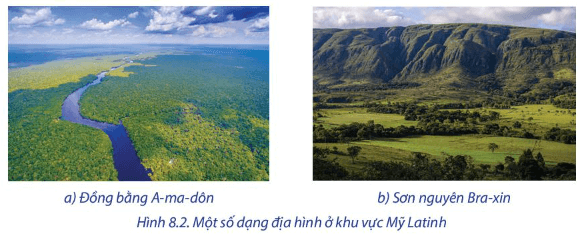 a) Đồng bằng A-ma-dôn
b) Sơn nguyên Bra-xin
Hình 8.2. Một số dạng địa hình ở khu vực Mỹ Latinh